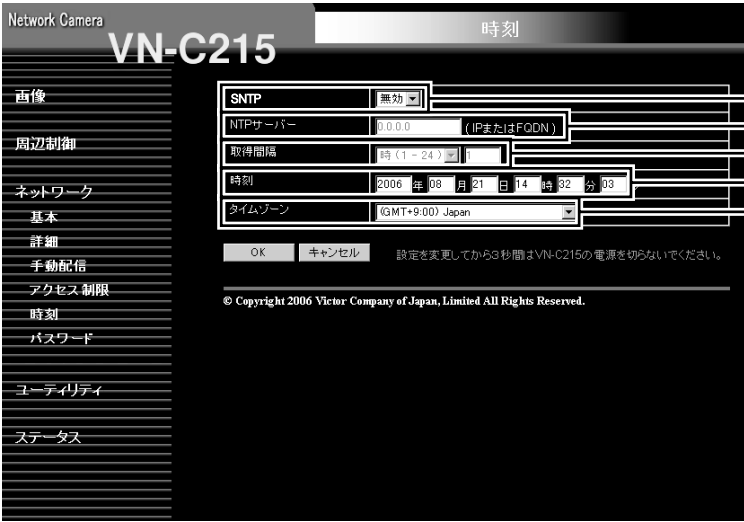 Network Camera
VN-C215
時刻
画像
周辺制御
ネットワーク
基本
詳細
手動配信
アクセス制限
時刻
パスワード
ユーティリティ
ステータス
SNTP 無効
NTPサーバー 0.0.0.0 (IPまたはFQDN)
取得間隔 時(1 - 24) 1
時刻 2006 年 08 月 21 日 14 時 32 分 03
タイムゾーン (GMT+9:00) Japan
OK キャンセル 設定を変更してから3秒間はVN-C215の電源を切らないでください。
© Copyright 2006 Victor Company of Japan, Limited All Rights Reserved.